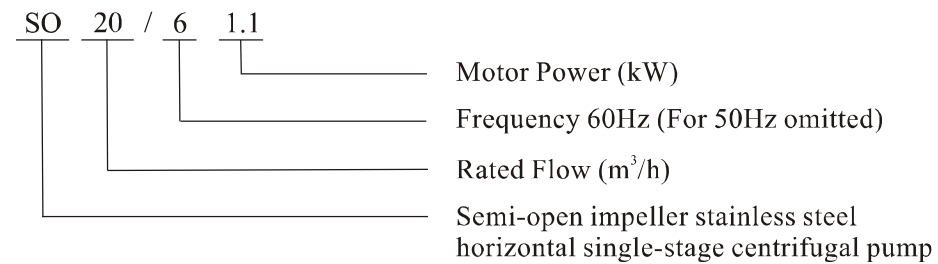 SO 20 / 6 1.1
Motor Power (kW)
Frequency 60Hz (For 50Hz omitted)
Rated Flow (m³/h)
Semi-open impeller stainless steel
horizontal single-stage centrifugal pump